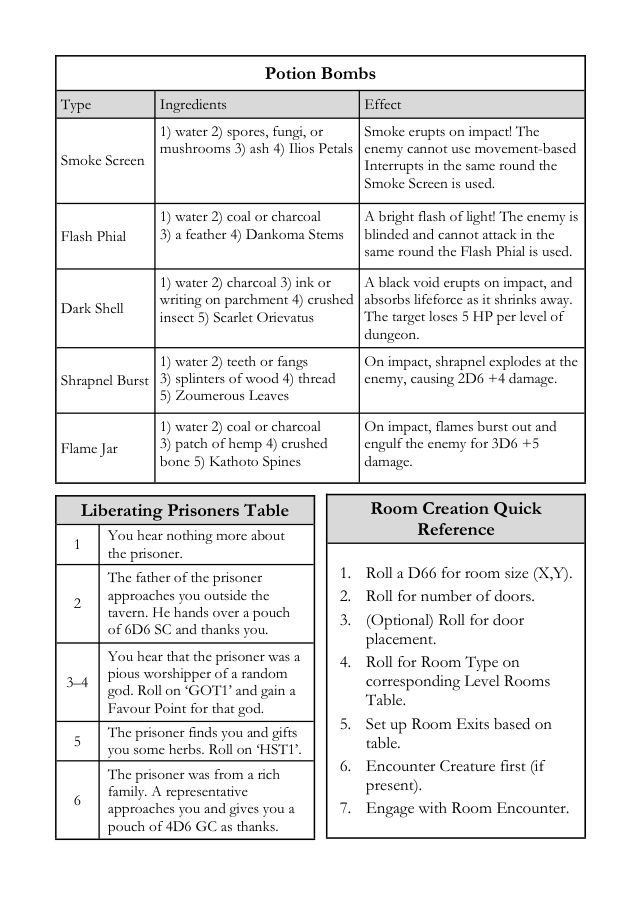 Potion Bombs
Type
Ingredients
Effect
Smoke Screen
1) water 2) spores, fungi, or
mushrooms 3) ash 4) Ilios Petals
Smoke erupts on impact! The
enemy cannot use movement-based
Interrupts in the same round the
Smoke Screen is used.
Flash Phial
1) water 2) coal or charcoal
3) a feather 4) Dankoma Stems
A bright flash of light! The enemy is
blinded and cannot attack in the
same round the Flash Phial is used.
Dark Shell
1) water 2) charcoal 3) ink or
writing on parchment 4) crushed
insect 5) Scarlet Orievatus
A black void erupts on impact, and
absorbs lifeforce as it shrinks away.
The target loses 5 HP per level of
dungeon.
Shrapnel Burst
1) water 2) teeth or fangs
3) splinters of wood 4) thread
5) Zoumerous Leaves
On impact, shrapnel explodes at the
enemy, causing 2D6 +4 damage.
Flame Jar
1) water 2) coal or charcoal
3) patch of hemp 4) crushed
bone 5) Kathoto Spines
On impact, flames burst out and
engulf the enemy for 3D6 +5
damage.
Liberating Prisoners Table
1
You hear nothing more about
the prisoner.
2
The father of the prisoner
approaches you outside the
tavern. He hands over a pouch
of 6D6 SC and thanks you.
3–4
You hear that the prisoner was a
pious worshipper of a random
god. Roll on ‘GOT1’ and gain a
Favour Point for that god.
5
The prisoner finds you and gifts
you some herbs. Roll on ‘HST1’.
6
The prisoner was from a rich
family. A representative
approaches you and gives you a
pouch of 4D6 GC as thanks.
Room Creation Quick
Reference
1. Roll a D66 for room size (X,Y).
2. Roll for number of doors.
3. (Optional) Roll for door
placement.
4. Roll for Room Type on
corresponding Level Rooms
Table.
5. Set up Room Exits based on
table.
6. Encounter Creature first (if
present).
7. Engage with Room Encounter.